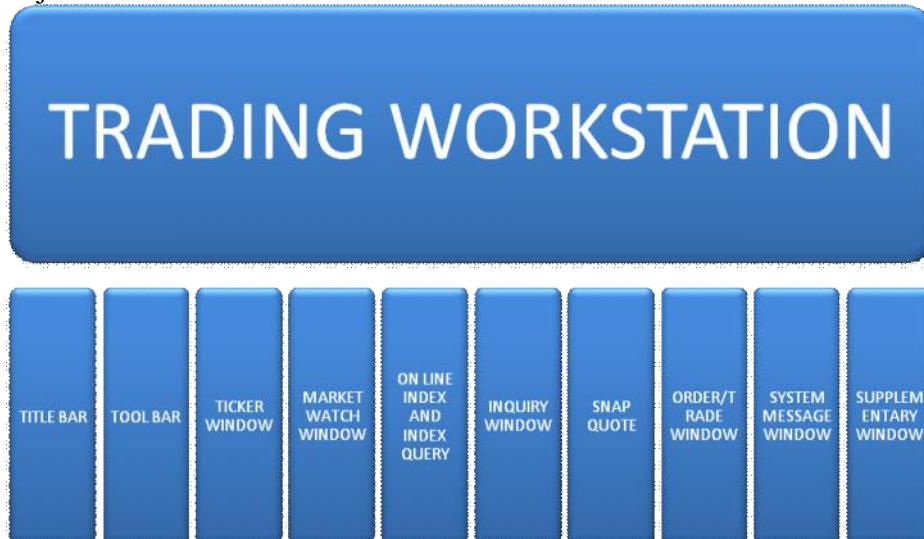 TRADING WORKSTATION
TITLE BAR
TOOL BAR
TICKER
WINDOW
MARKET
WATCH
WINDOW
ON LINE
INDEX
AND
INDEX
QUERY
INQUIRY
WINDOW
SNAP
QUOTE
ORDER/T
RADE
WINDOW
SYSTEM
MESSAGE
WINDOW
SUPPLEM
ENTARY
WINDOW